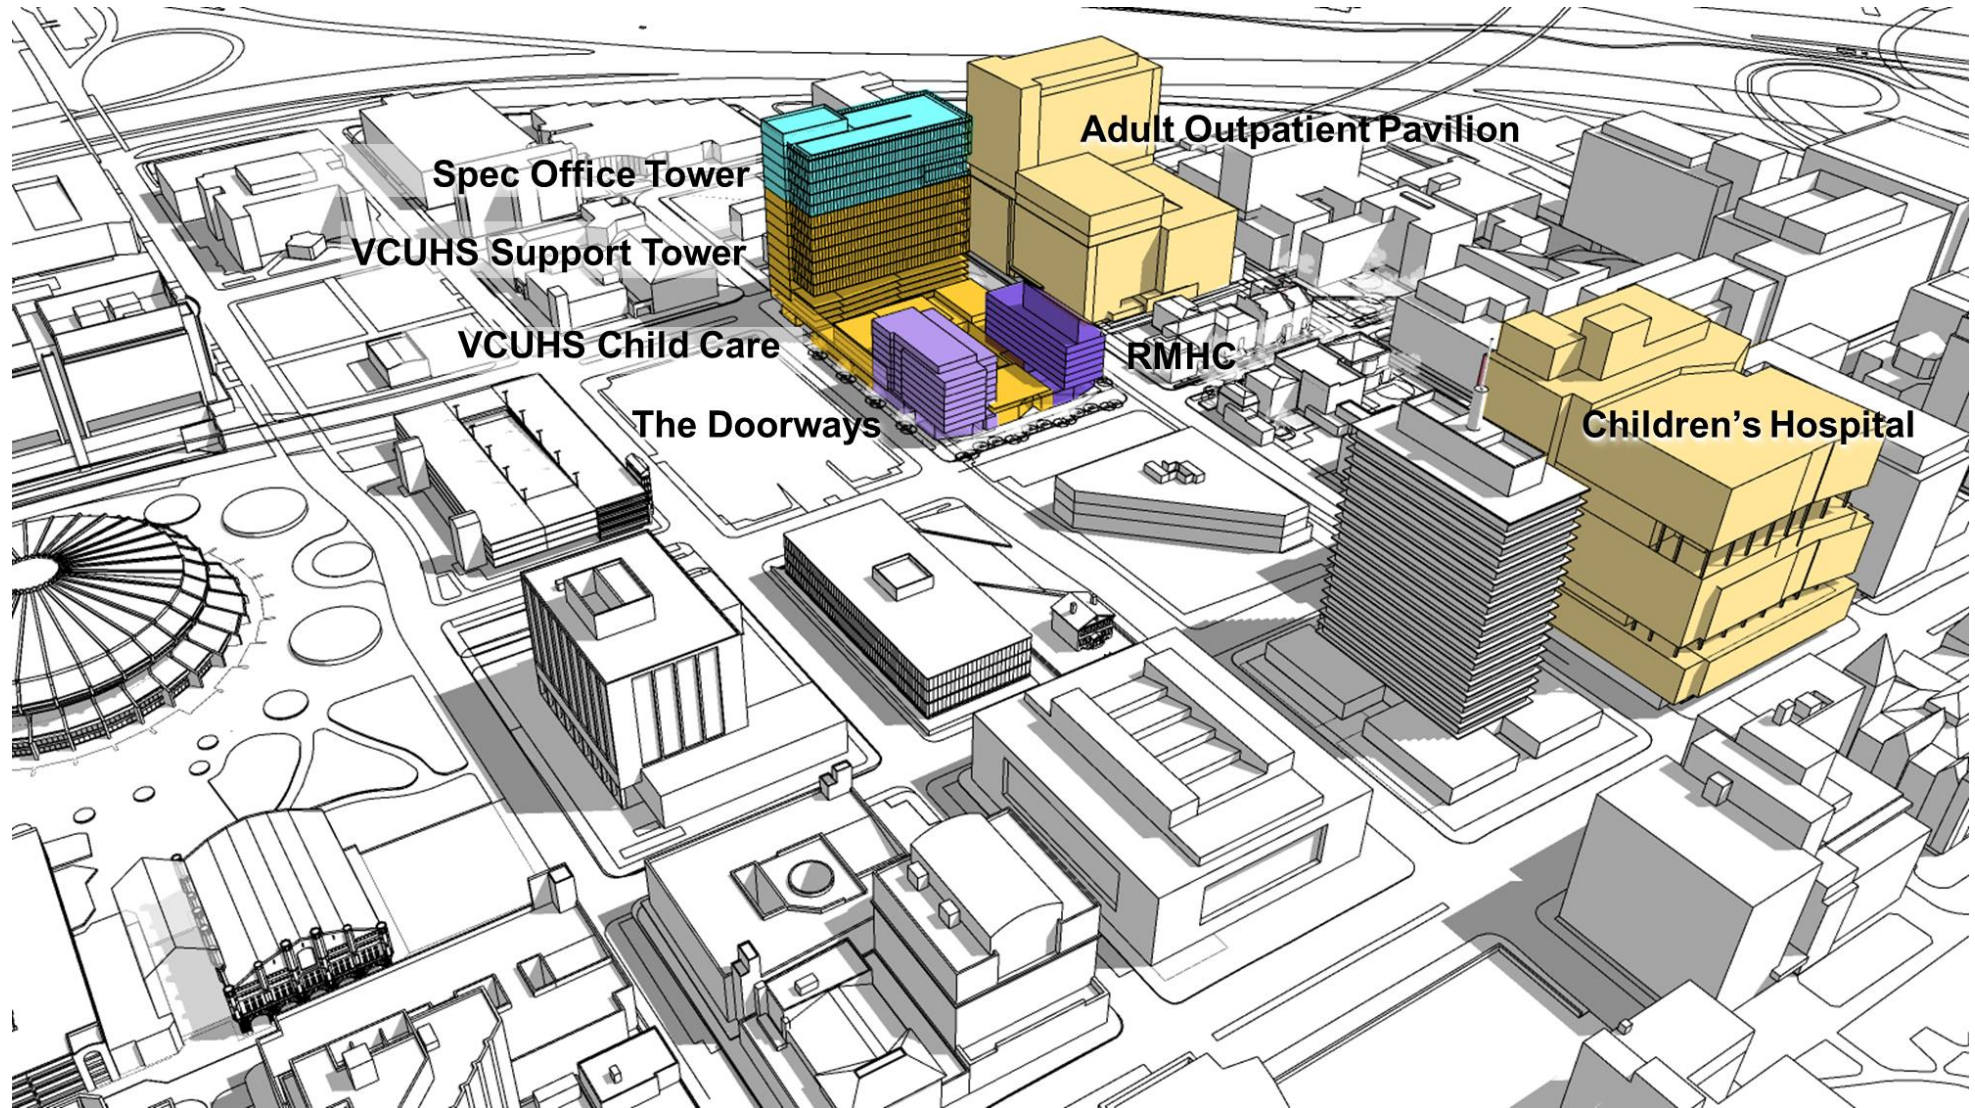 Adult Outpatient Pavilion
Spec Office Tower
VCUHS Support Tower
VCUHS Child Care
RMHC
The Doorways
Children's Hospital